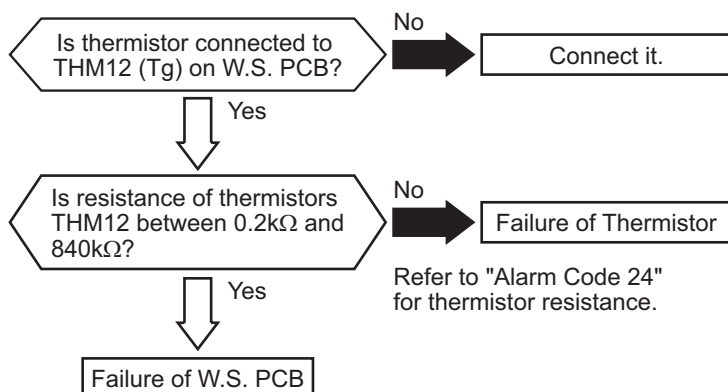 Is thermistor connected to
THM12 (Tg) on W.S. PCB?
No
Connect it.
Yes
Is resistance of thermistors
THM12 between 0.2kΩ and
840kΩ?
No
Failure of Thermistor
Refer to "Alarm Code 24"
for thermistor resistance.
Yes
Failure of W.S. PCB